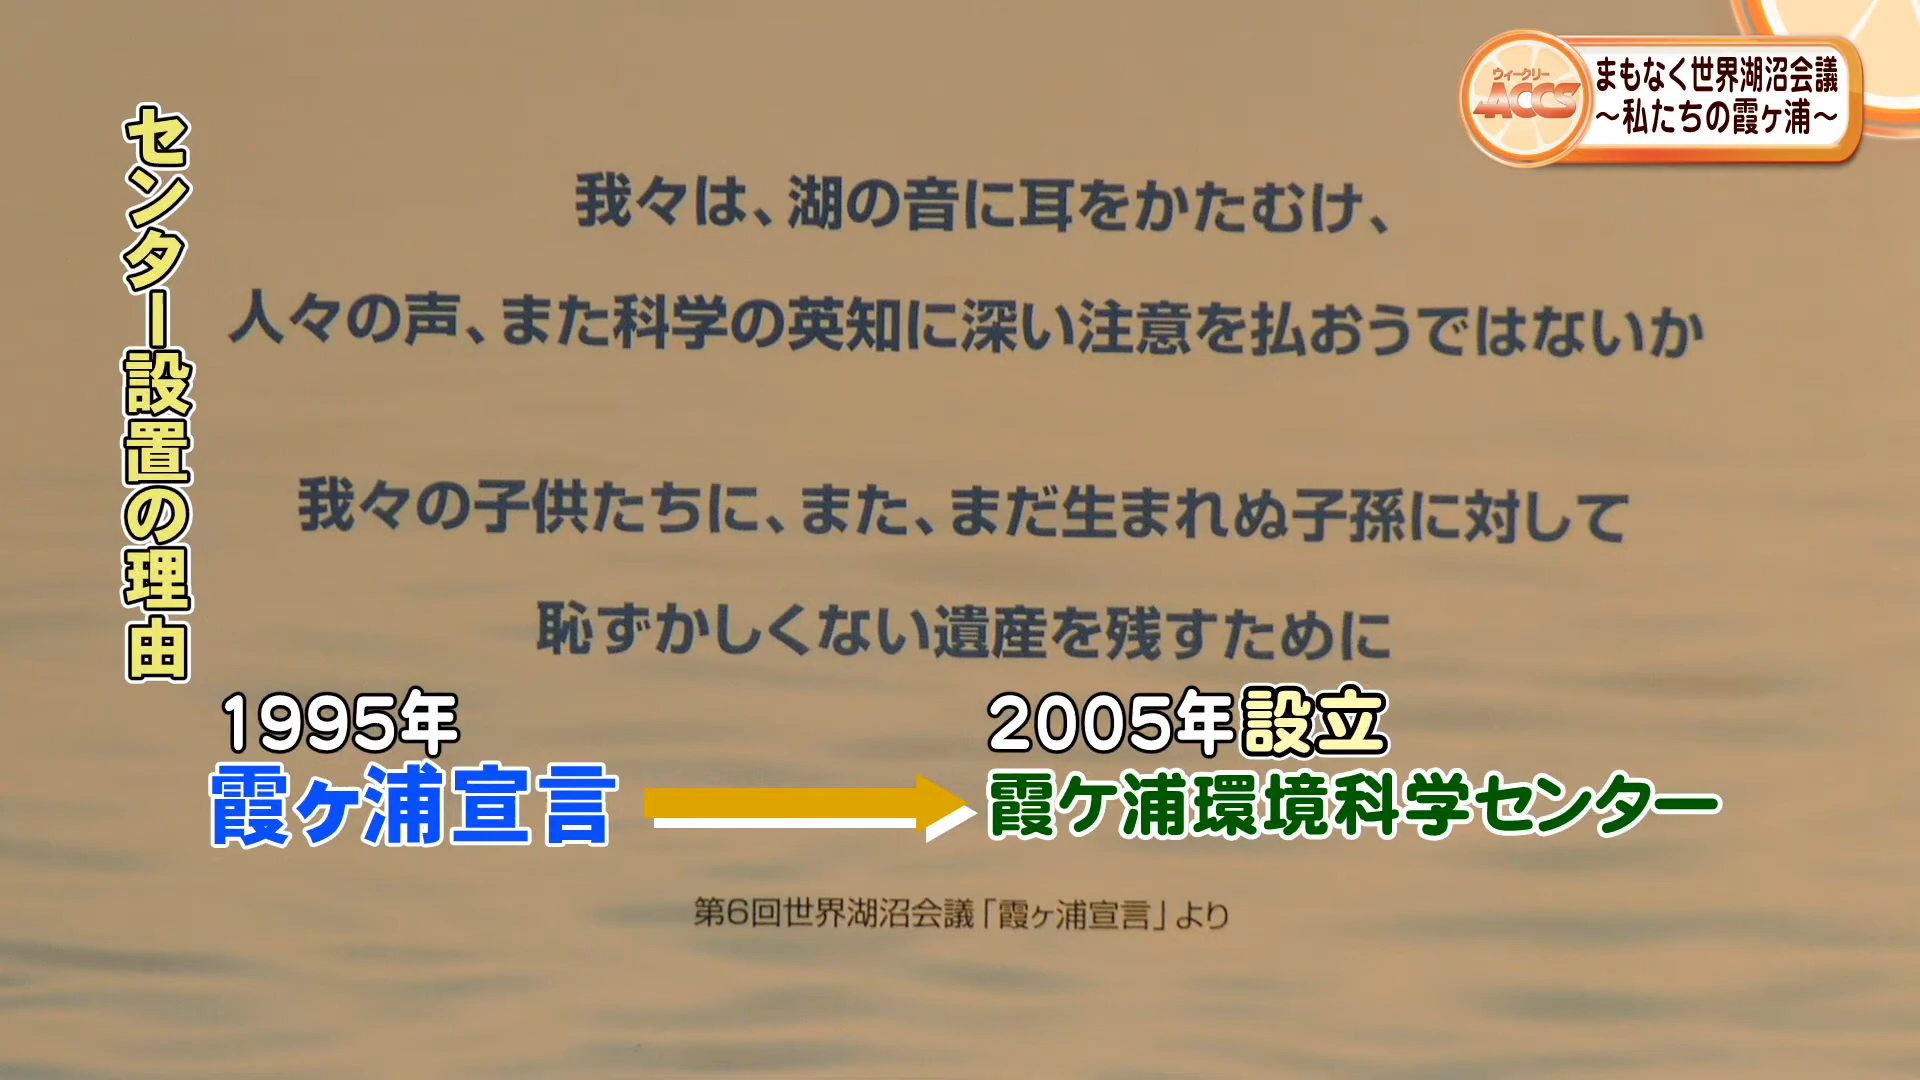 ウィークリー
ACCS
まもなく世界湖沼会議
～私たちの霞ヶ浦～
センター設置の理由
我々は、湖の音に耳をかたむけ、
人々の声、また科学の英知に深い注意を払おうではないか
我々の子供たちに、また、まだ生まれぬ子孫に対して
恥ずかしくない遺産を残すために
1995年
霞ヶ浦宣言
2005年設立
霞ケ浦環境科学センター
第6回世界湖沼会議「霞ヶ浦宣言」より